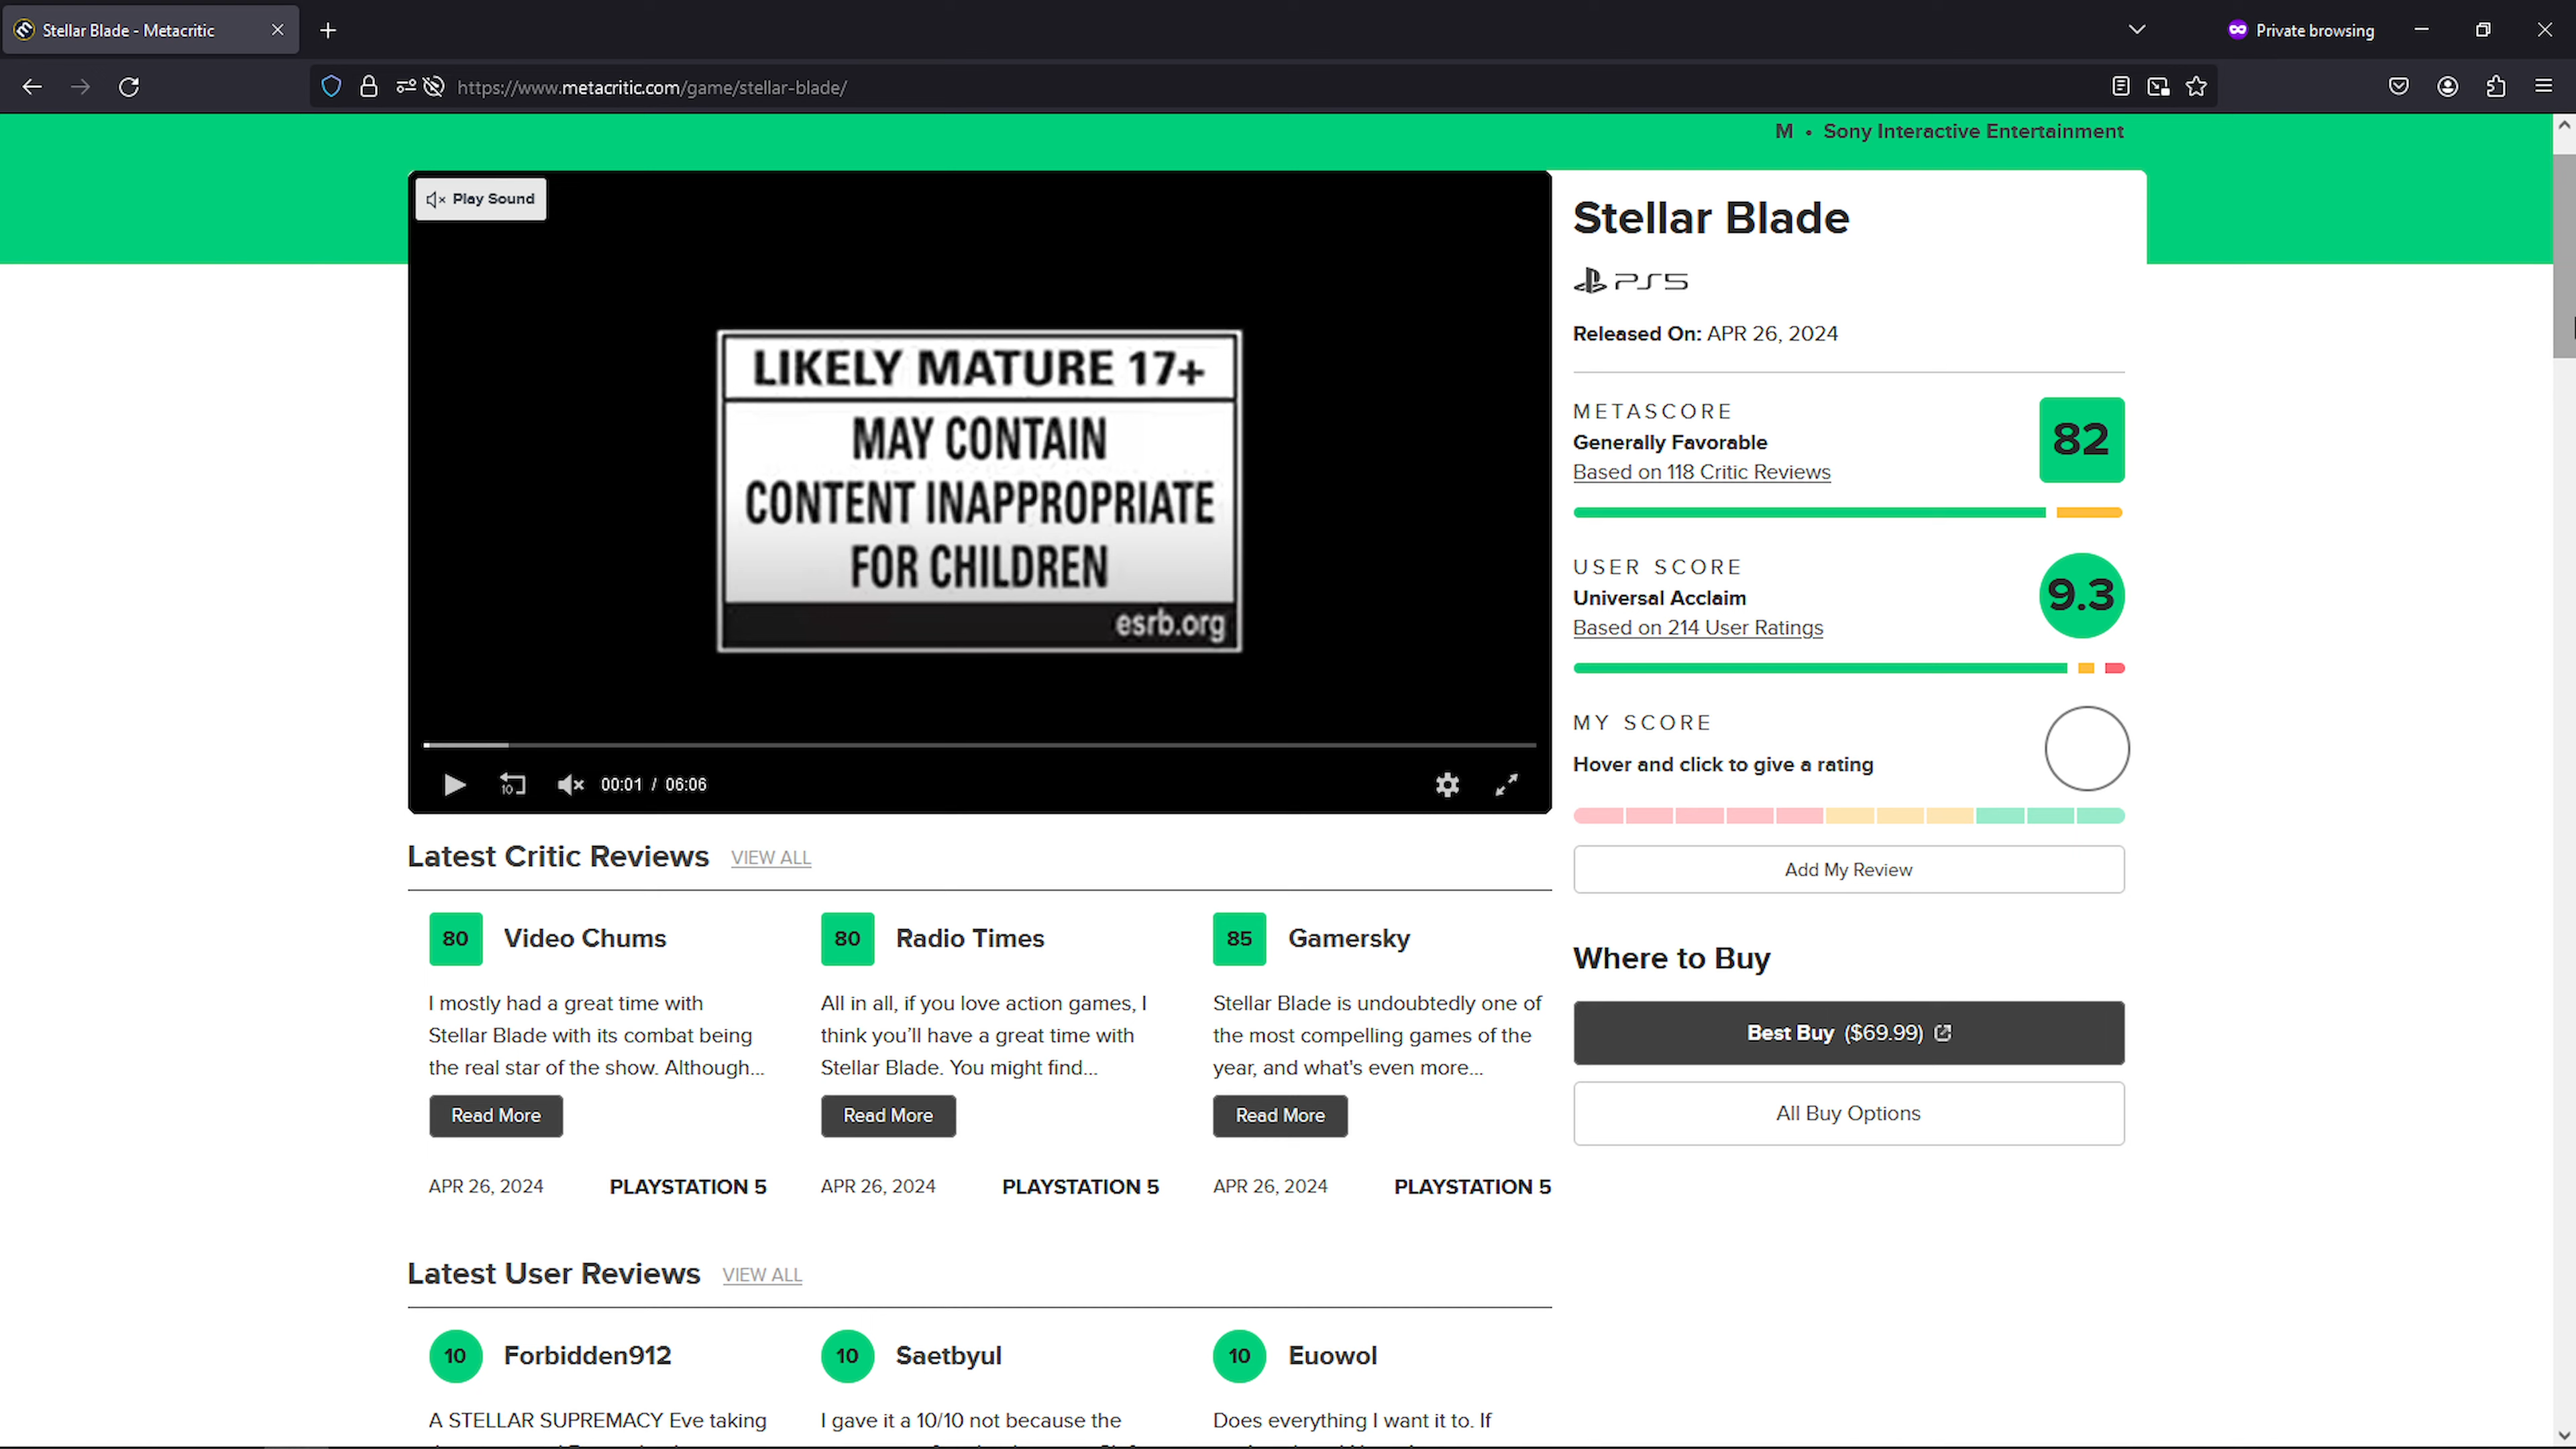 Stellar Blade - Metacritic
Private browsing
https://www.metacritic.com/game/stellar-blade/
M • Sony Interactive Entertainment
Play Sound
LIKELY MATURE 17+
MAY CONTAIN
CONTENT INAPPROPRIATE
FOR CHILDREN
esrb.org
10
00:01 / 06:06
Stellar Blade
PS5
Released On: APR 26, 2024
METASCORE
Generally Favorable
Based on 118 Critic Reviews
82
USER SCORE
Universal Acclaim
Based on 214 User Ratings
9.3
MY SCORE
Hover and click to give a rating
Add My Review
Where to Buy
Best Buy ($69.99)
All Buy Options
Latest Critic Reviews VIEW ALL
80 Video Chums
I mostly had a great time with
Stellar Blade with its combat being
the real star of the show. Although...
Read More
APR 26, 2024 PLAYSTATION 5
80 Radio Times
All in all, if you love action games, I
think you’ll have a great time with
Stellar Blade. You might find...
Read More
APR 26, 2024 PLAYSTATION 5
85 Gamersky
Stellar Blade is undoubtedly one of
the most compelling games of the
year, and what's even more...
Read More
APR 26, 2024 PLAYSTATION 5
Latest User Reviews VIEW ALL
10 Forbidden912
A STELLAR SUPREMACY Eve taking
10 Saetbyul
I gave it a 10/10 not because the
10 Euowol
Does everything I want it to. If